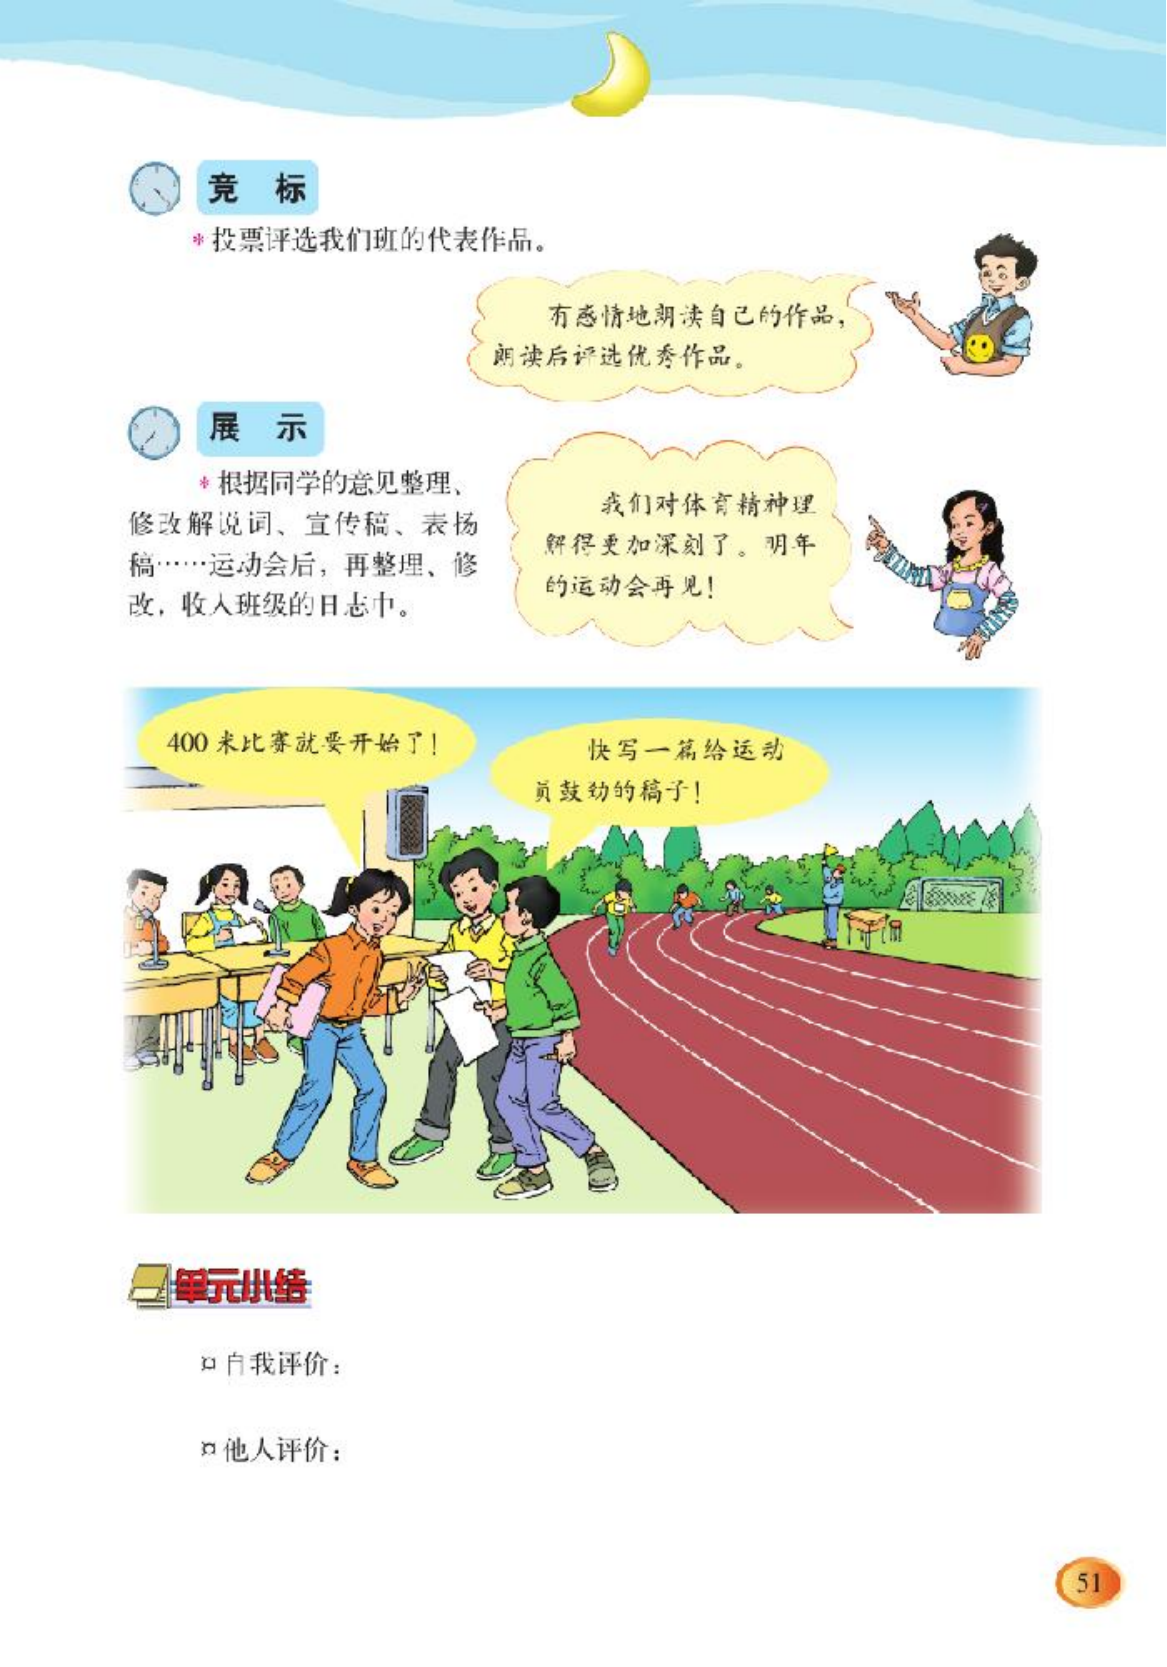 竞 标
*投票评选我们班的代表作品。
有感情地朗读自己的作品，
朗读后评选优秀作品。
展 示
*根据同学的意见整理、
修改解说词、宣传稿、表扬
稿……运动会后，再整理、修
改，收入班级的日志中。
我们对体育精神理
解得更加深刻了。明年
的运动会再见！
400 米比赛就要开始了！
快写一篇给运动
员鼓劲的稿子！
单元小结
¤自我评价：
¤他人评价：
51